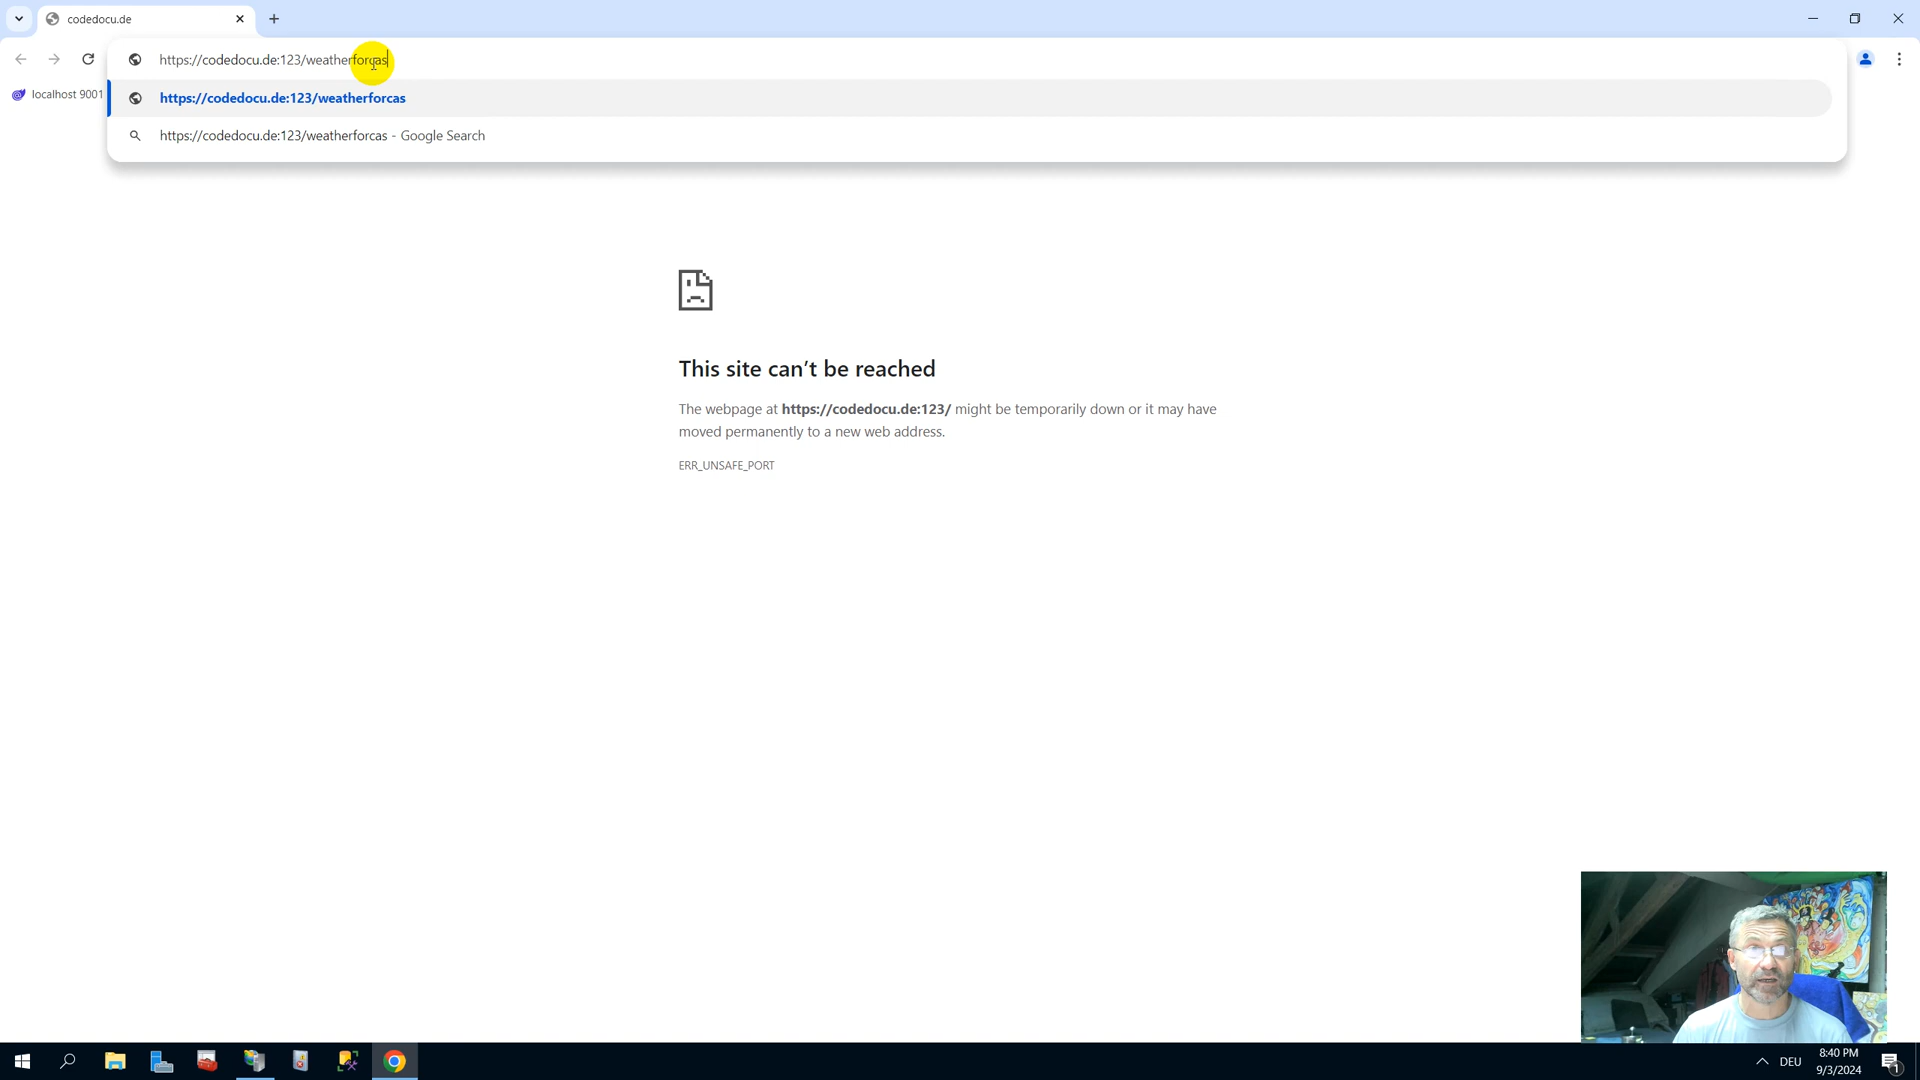 codedocu.de
https://codedocu.de:123/weatherforcas
https://codedocu.de:123/weatherforcas
localhost 9001
https://codedocu.de:123/weatherforcas - Google Search
This site can't be reached
The webpage at https://codedocu.de:123/ might be temporarily down or it may have
moved permanently to a new web address.
ERR_UNSAFE_PORT
DEU
8:40 PM
9/3/2024
1